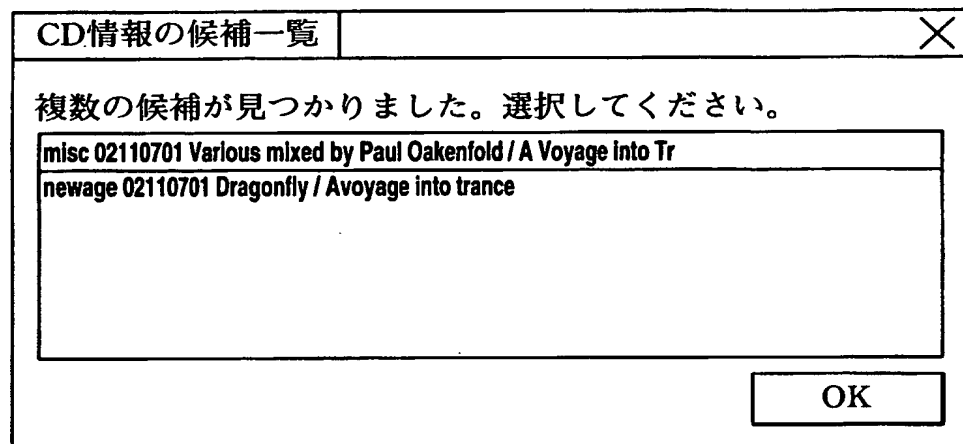 CD情報の候補一覧
複数の候補が見つかりました。選択してください。
misc 02110701 Various mixed by Paul Oakenfold / A Voyage into Tr
newage 02110701 Dragonfly / Avoyage into trance
OK